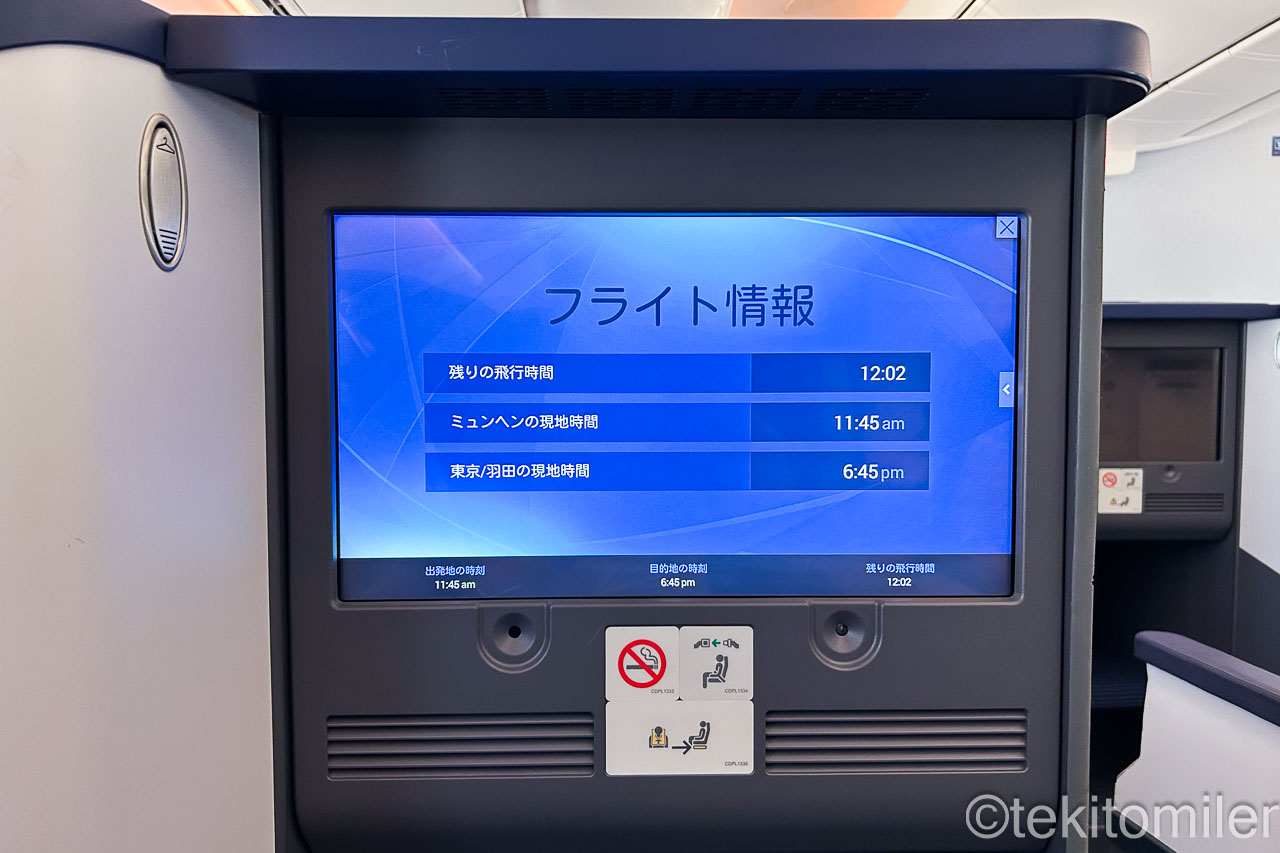 フライト情報
残りの飛行時間 12:02
ミュンヘンの現地時間 11:45 am
東京/羽田の現地時間 6:45 pm
出発地の時刻 目的地の時刻 残りの飛行時間
11:45 am 6:45 pm 12:02
CDPL1333 CDPL1334
CDPL1335
©tekitomiler